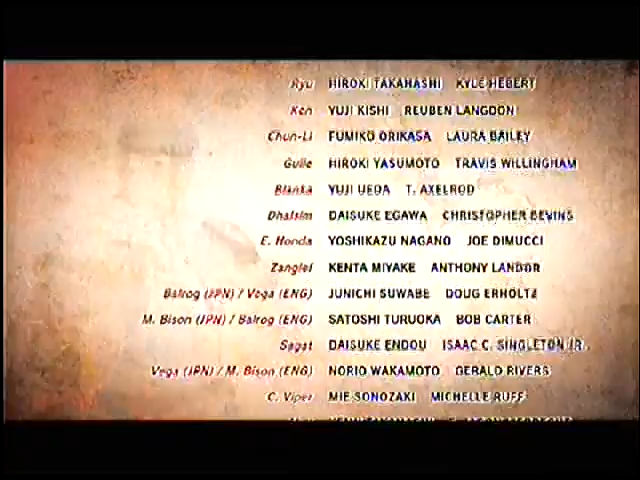 Ryu HIROKI TAKAHASHI KYLE HEBERT
Ken YUJI KISHI REUBEN LANGDON
Chun-Li FUMIKO ORIKASA LAURA BAILEY
Guile HIROKI YASUMOTO TRAVIS WILLINGHAM
Blanka YUJI UEDA T. AXELROD
Dhalsim DAISUKE EGAWA CHRISTOPHER BEVINS
E. Honda YOSHIKAZU NAGANO JOE DIMUCCI
Zangief KENTA MIYAKE ANTHONY LANDOR
Balrog (JPN) / Vega (ENG) JUNICHI SUWABE DOUG ERHOLTZ
M. Bison (JPN) / Balrog (ENG) SATOSHI TURUOKA BOB CARTER
Sagat DAISUKE ENDOU ISAAC C. SINGLETON JR.
Vega (JPN) / M. Bison (ENG) NORIO WAKAMOTO GERALD RIVERS
C. Viper MIE SONOZAKI MICHELLE RUFF